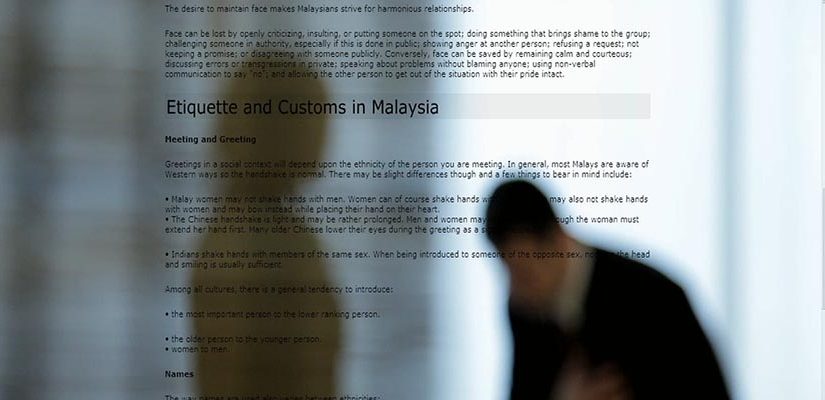 The desire to maintain face makes Malaysians strive for harmonious relationships.
Face can be lost by openly criticizing, insulting, or putting someone on the spot; doing something that brings shame to the group;
challenging someone in authority, especially if this is done in public; showing anger at another person; refusing a request; not
keeping a promise; or disagreeing with someone publicly. Conversely, face can be saved by remaining calm and courteous;
discussing errors or transgressions in private; speaking about problems without blaming anyone; using non-verbal
communication to say "no"; and allowing the other person to get out of the situation with their pride intact.
Etiquette and Customs in Malaysia
Meeting and Greeting
Greetings in a social context will depend upon the ethnicity of the person you are meeting. In general, most Malays are aware of
Western ways so the handshake is normal. There may be slight differences though and a few things to bear in mind include:
• Malay women may not shake hands with men. Women can of course shake hands may also not shake hands
with women and may bow instead while placing their hand on their heart.
• The Chinese handshake is light and may be rather prolonged. Men and women may the woman must
extend her hand first. Many older Chinese lower their eyes during the greeting as a
• Indians shake hands with members of the same sex. When being introduced to someone of the opposite sex, the head
and smiling is usually sufficient.
Among all cultures, there is a general tendency to introduce:
• the most important person to the lower ranking person.
• the older person to the younger person.
• women to men.
Names
The way names are used also varies between ethnicities: